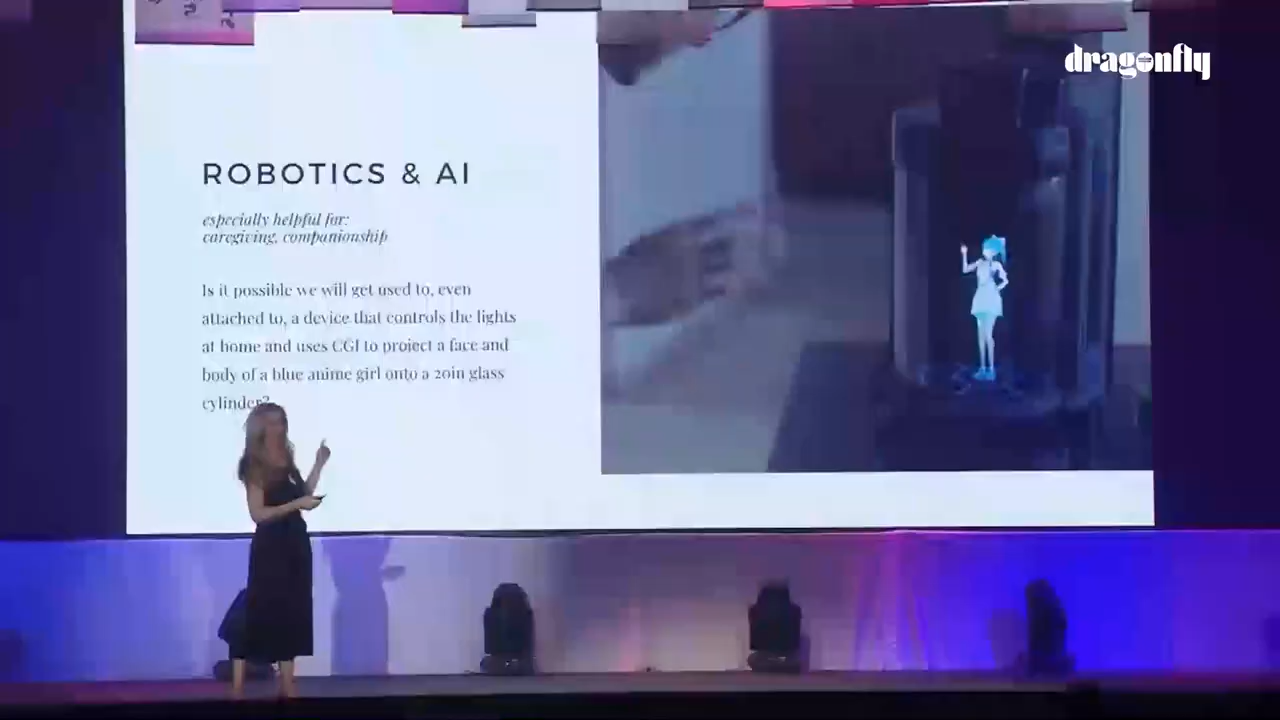 dragonfly
ROBOTICS & AI
especially helpful for:
caregiving, companionship
Is it possible we will get used to, even
attached to, a device that controls the lights
at home and uses CGI to project a face and
body of a blue anime girl onto a 20in glass
cylinder?